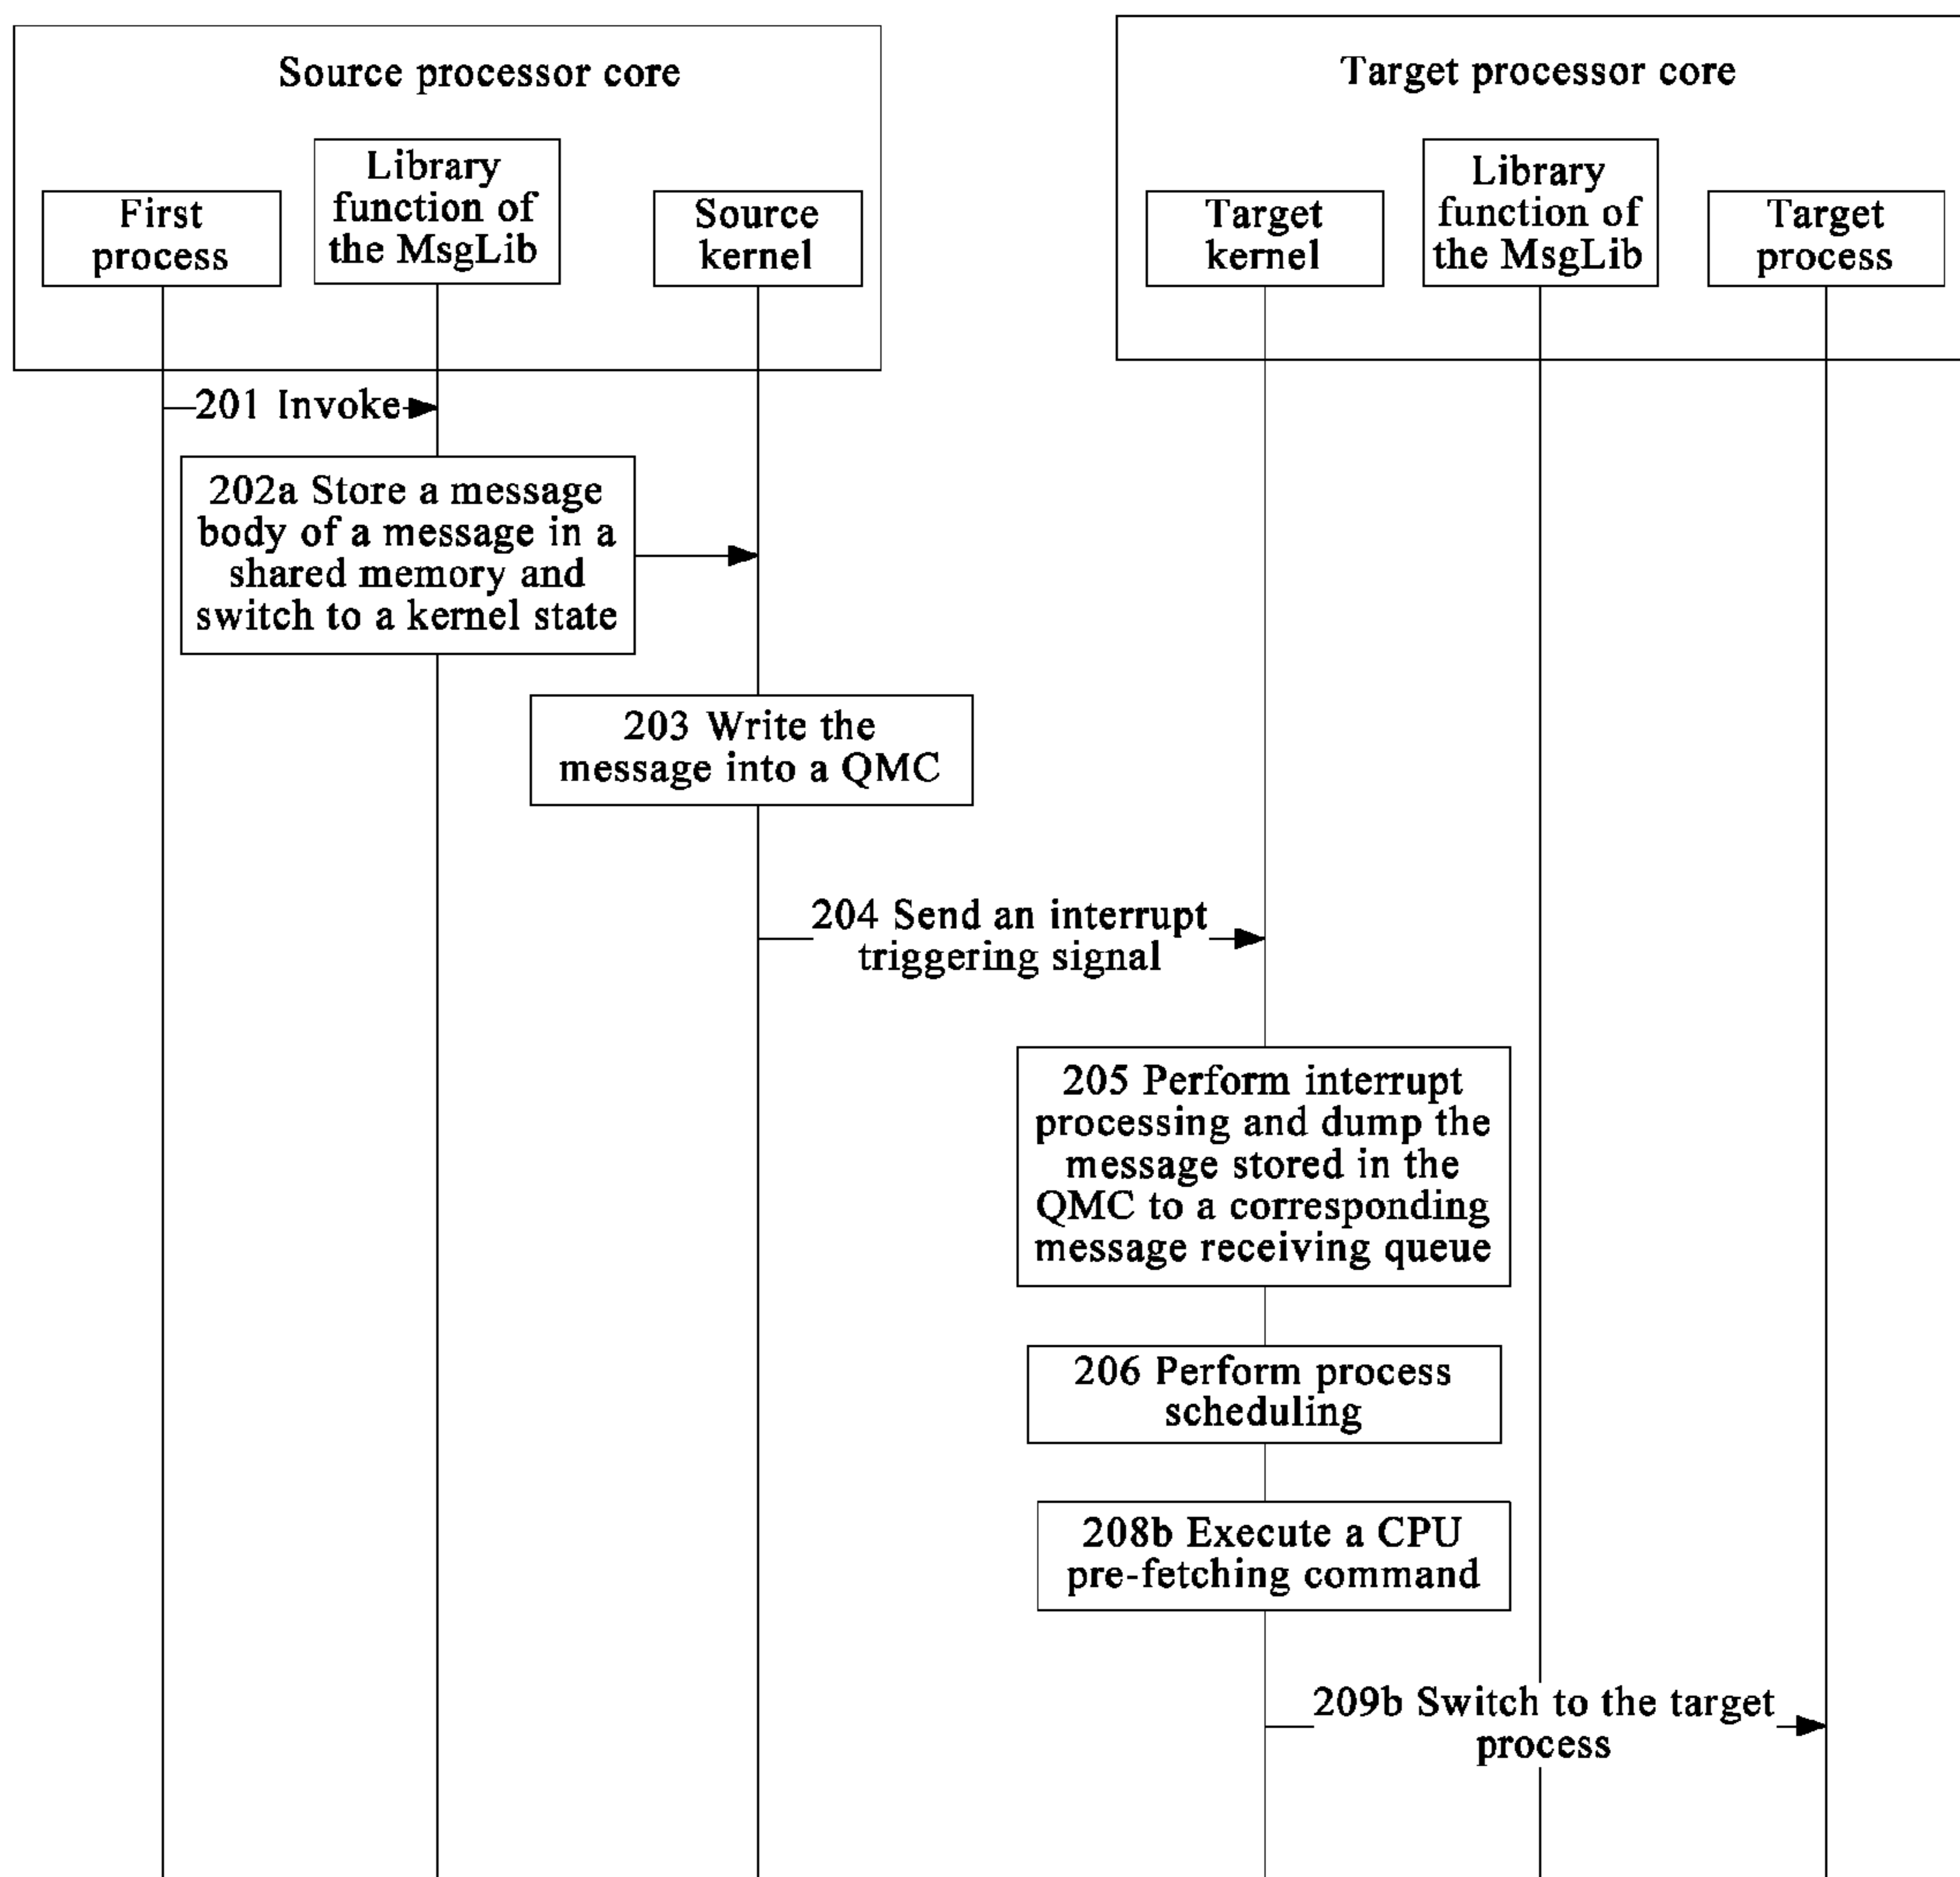 Source processor core
Target processor core
First
process
Library
function of
the MsgLib
Source
kernel
Target
kernel
Library
function of
the MsgLib
Target
process
201 Invoke
202a Store a message
body of a message in a
shared memory and
switch to a kernel state
203 Write the
message into a QMC
204 Send an interrupt
triggering signal
205 Perform interrupt
processing and dump the
message stored in the
QMC to a corresponding
message receiving queue
206 Perform process
scheduling
208b Execute a CPU
pre-fetching command
209b Switch to the target
process